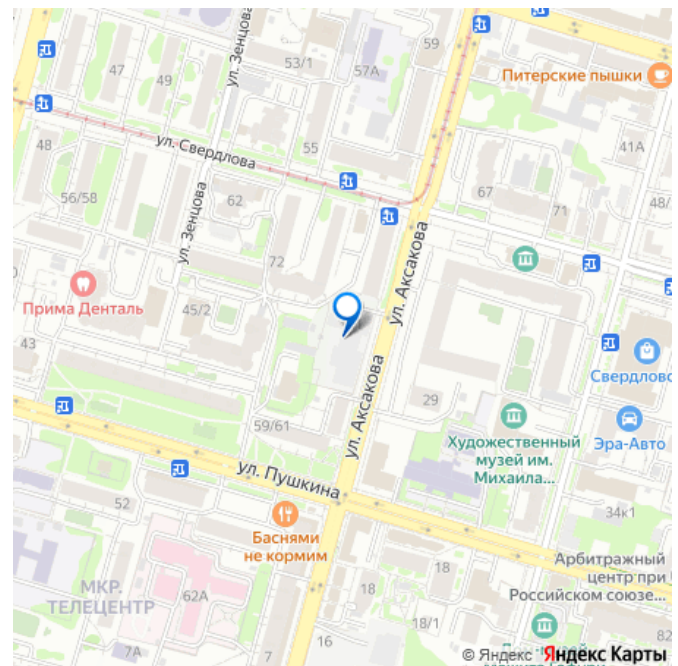 59
53/1
57А
47
49
ул. Зенцова
Питерские пышки
ул. Свердлова
48
55
41А
56/58
62
67
71
48/
ул. Зенцова
72
ул. Аксакова
Прима Денталь
45/2
43
Свердловс
ул. Аксакова
29
59/61
Художественный
музей им.
Михаила...
Эра-Авто
ул. Пушкина
52
Баснями
не кормим
34к1
Арбитражный
центр при
Российском союзе...
МКР.
ТЕЛЕЦЕНТР
62А
18
18
18/1
7А
7
16
82
© Яндекс Яндекс Карты